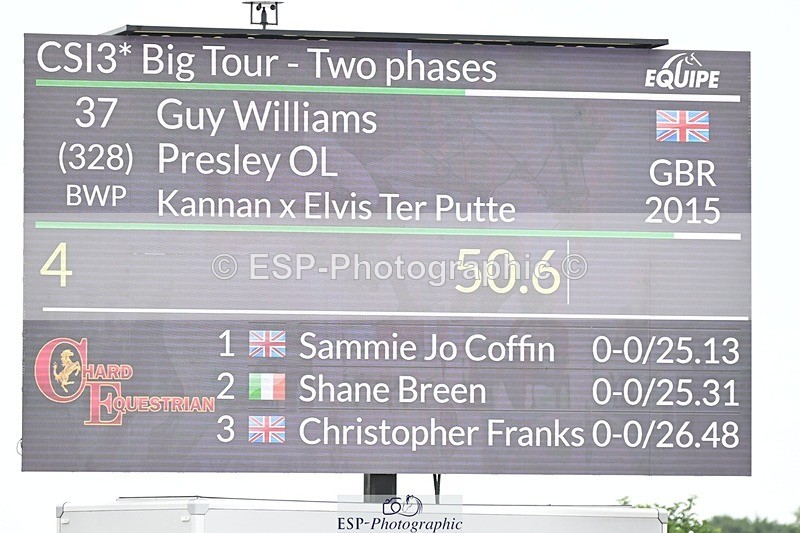 CSI3* Big Tour - Two phases
EQUIPE
37 Guy Williams
(328) Presley OL GBR
BWP Kannan x Elvis Ter Putte 2015
4 50.6
© ESP-Photographic ©
CHARD EQUESTRIAN
1 Sammie Jo Coffin 0-0/25.13
2 Shane Breen 0-0/25.31
3 Christopher Franks 0-0/26.48
ESP-Photographic